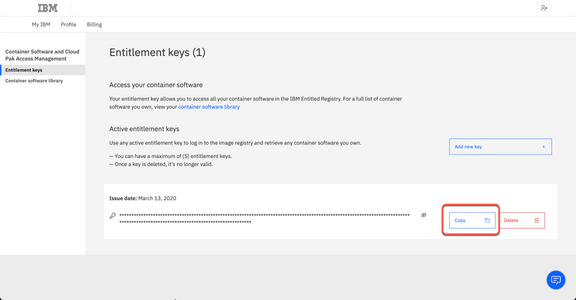 IBM
My IBM Profile Billing
Container Software and Cloud
Pak Access Management
Entitlement keys
Container software library
Entitlement keys (1)
Access your container software
Your entitlement key allows you to access all your container software in the IBM Entitled Registry. For a full list of container
software you own, view your container software library
Active entitlement keys
Use any active entitlement key to log in to the image registry and retrieve any container software you own.
— You can have a maximum of (5) entitlement keys.
— Once a key is deleted, it's no longer valid.
Add new key +
Issue date: March 13, 2020
Copy
Delete